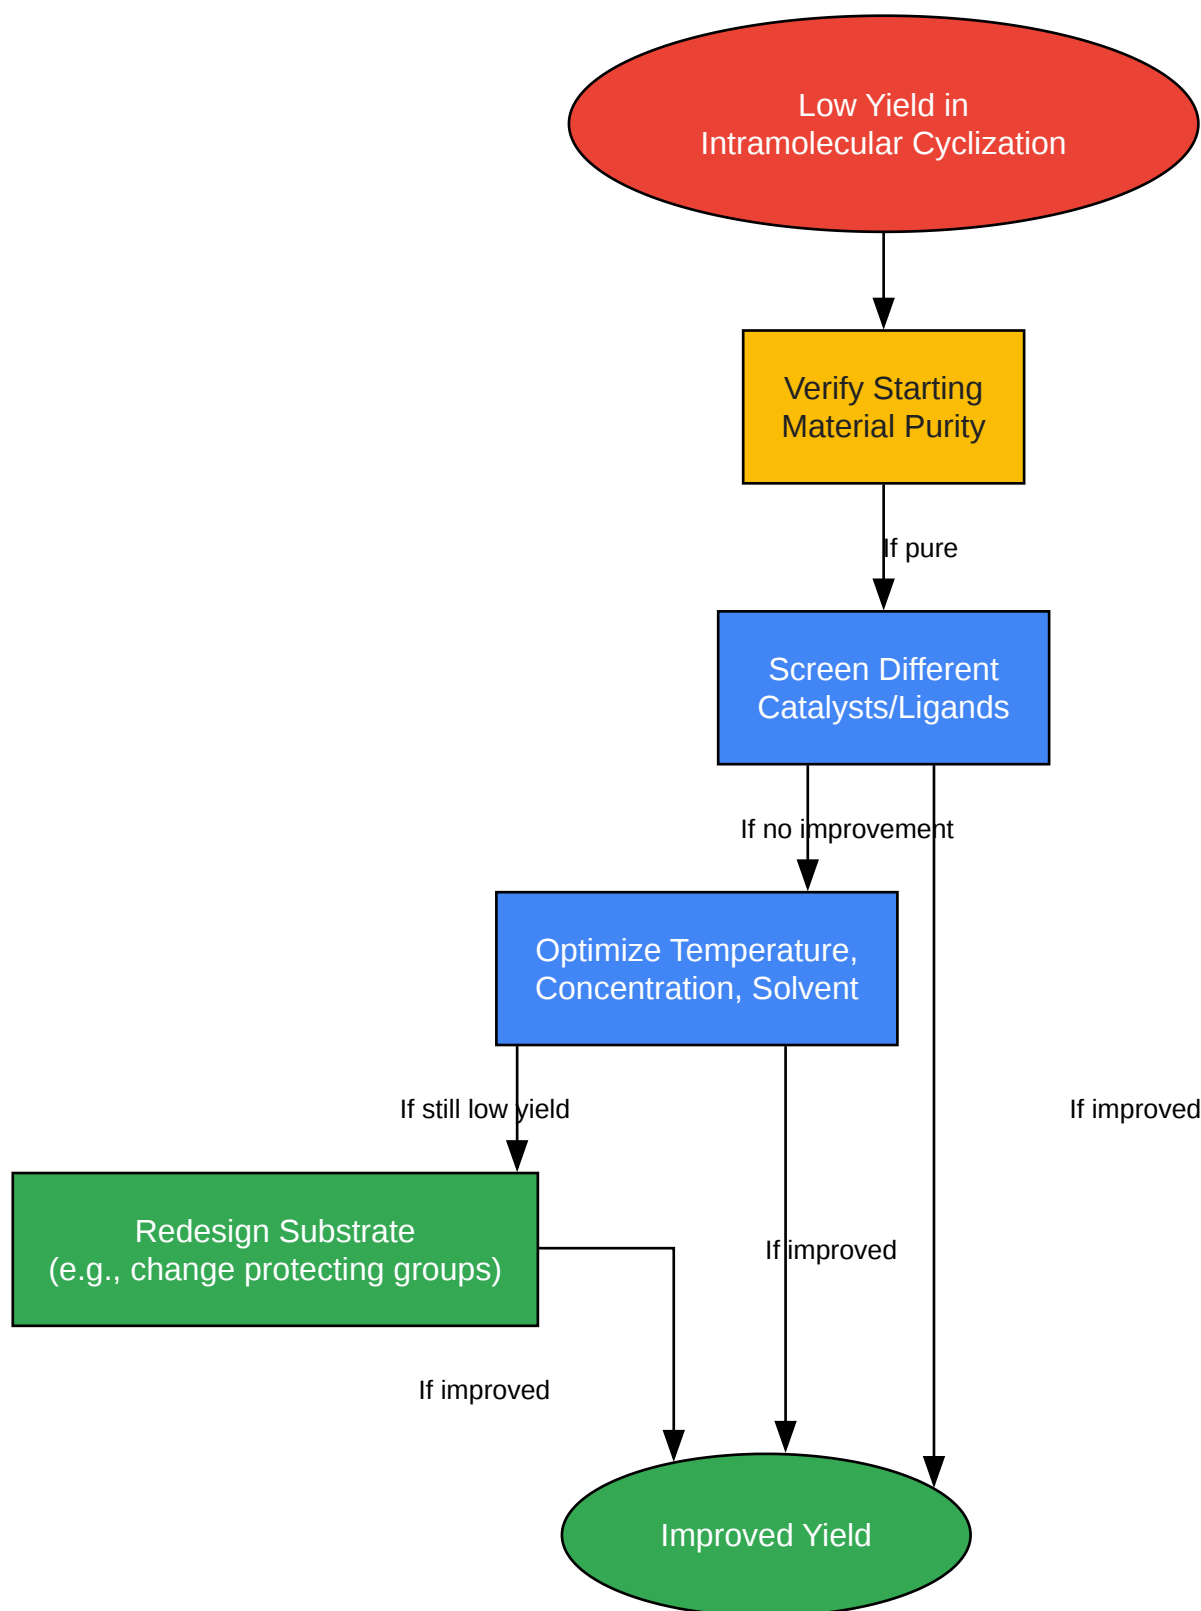 Low Yield in
Intramolecular Cyclization
Verify Starting
Material Purity
If pure
Screen Different
Catalysts/Ligands
If no improvement
Optimize Temperature,
Concentration, Solvent
If still low yield
If improved
Redesign Substrate
(e.g., change protecting groups)
If improved
If improved
Improved Yield